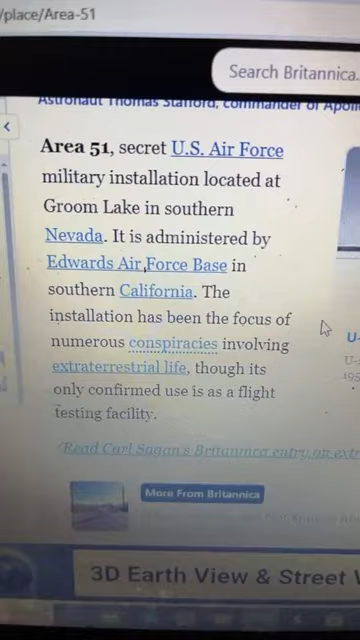 /place/Area-51
Search Britannica.
Astronaut Thomas Stafford, commander of Apoll
Area 51, secret U.S. Air Force
military installation located at
Groom Lake in southern
Nevada. It is administered by
Edwards Air Force Base in
southern California. The
installation has been the focus of
numerous conspiracies involving
extraterrestrial life, though its
only confirmed use is as a flight
testing facility.
(Read Carl Sagan's Britannica entry on extr
More From Britannica
U-
U-
195
3D Earth View & Street V